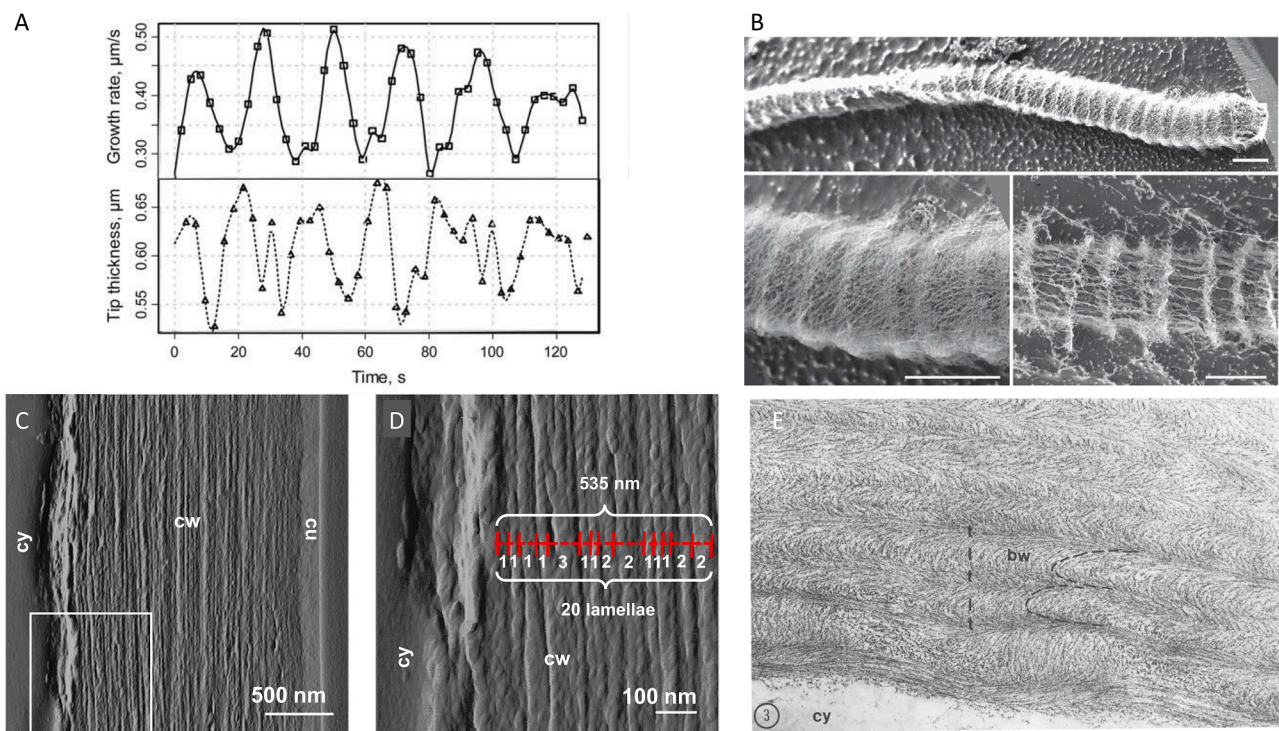 A
Growth rate, μm/s
0.50
0.40
0.30
Tip thickness, μm
0.65
0.60
0.55
0
20
40
60
80
100
120
Time, s
B
C
cy
cw
cu
500 nm
D
535 nm
1 1 1 1 3 1 1 2 2 1 1 1 2 2
20 lamellae
cy
cw
100 nm
E
bw
3
cy